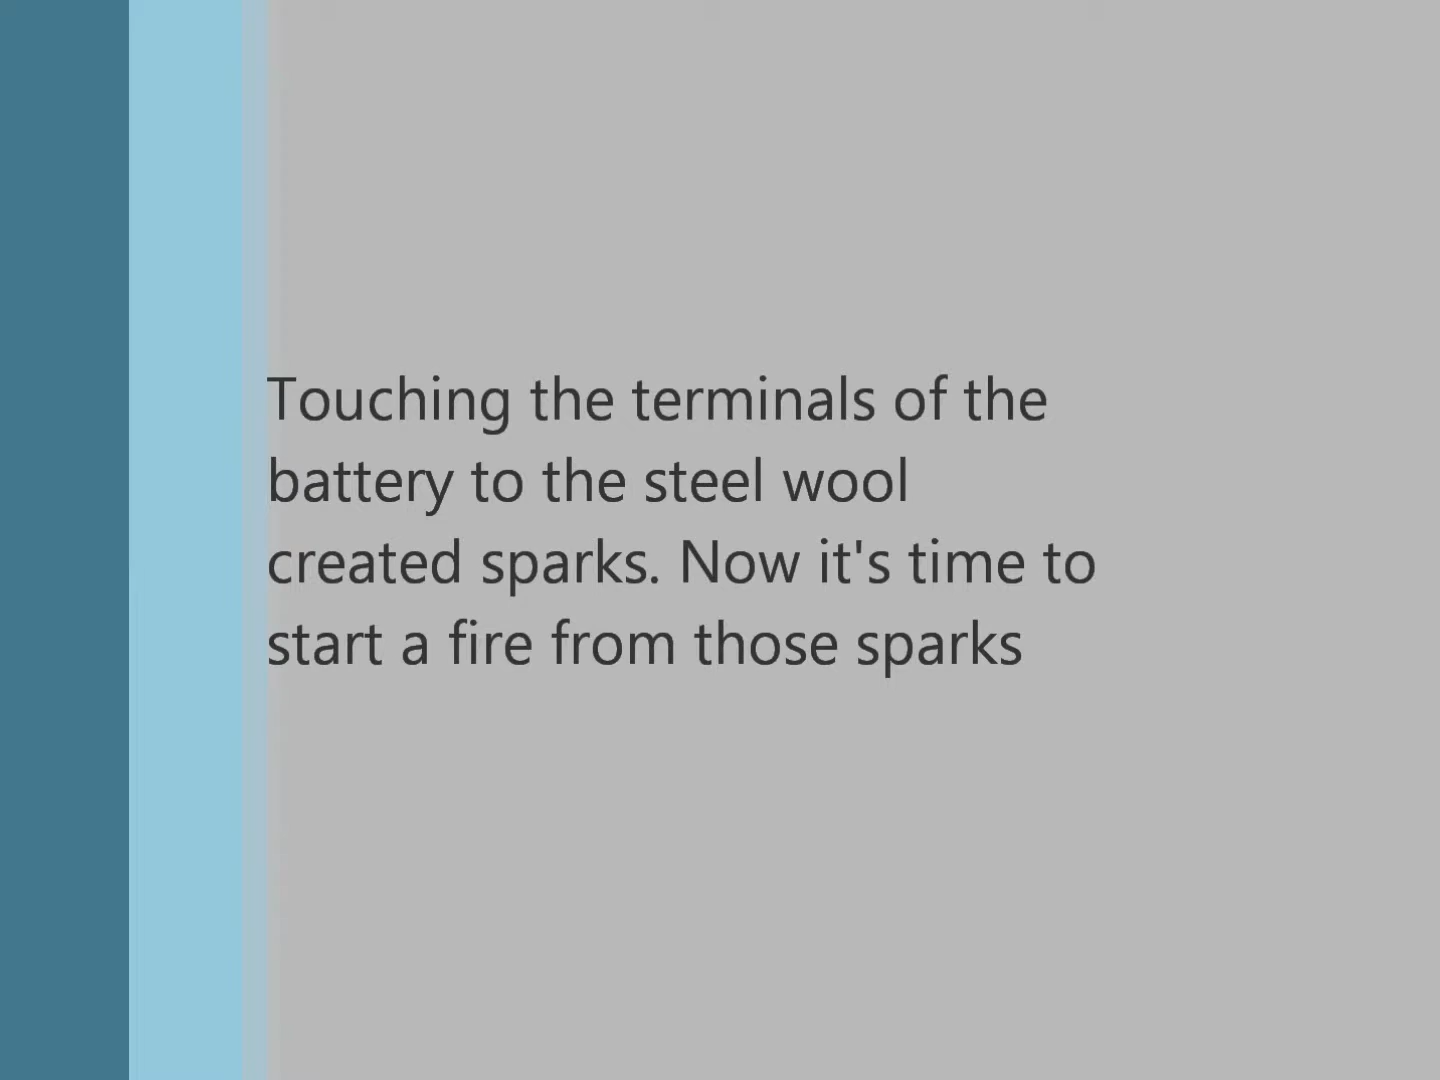 Touching the terminals of the
battery to the steel wool
created sparks. Now it's time to
start a fire from those sparks